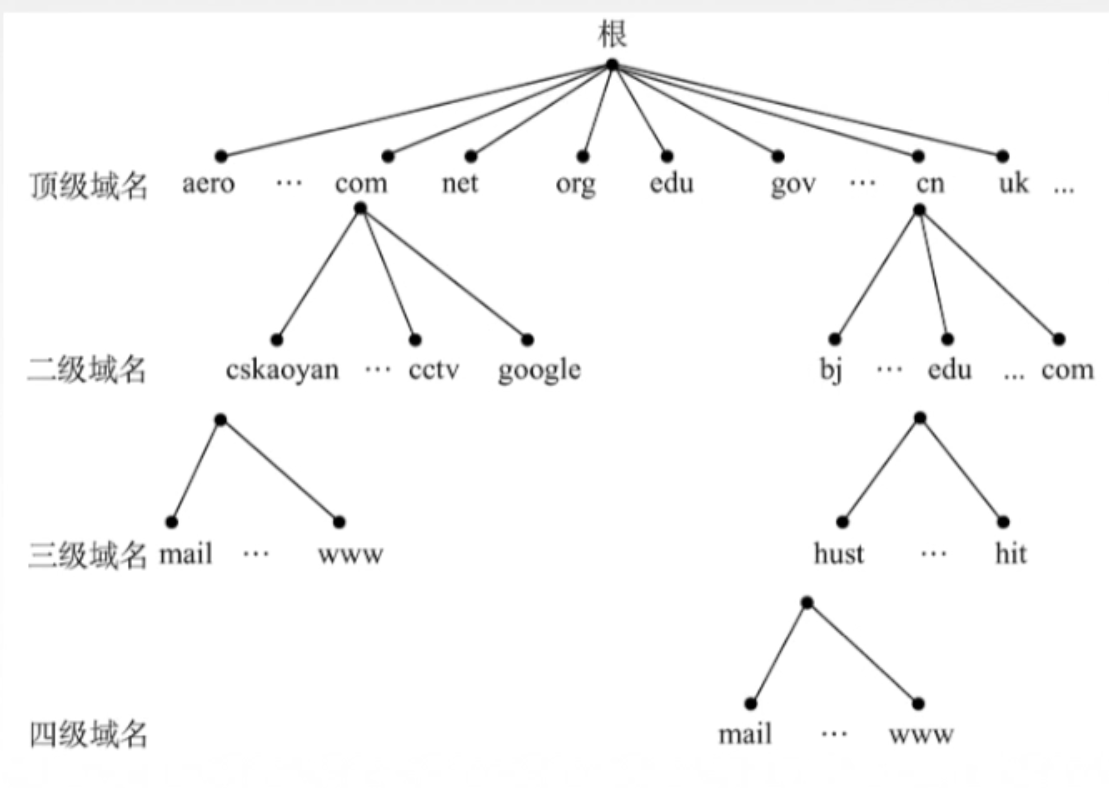 根
顶级域名 aero … com net org edu gov … cn uk ...
二级域名 cskaoyan … cctv google bj … edu ... com
三级域名 mail … www hust … hit
四级域名 mail … www